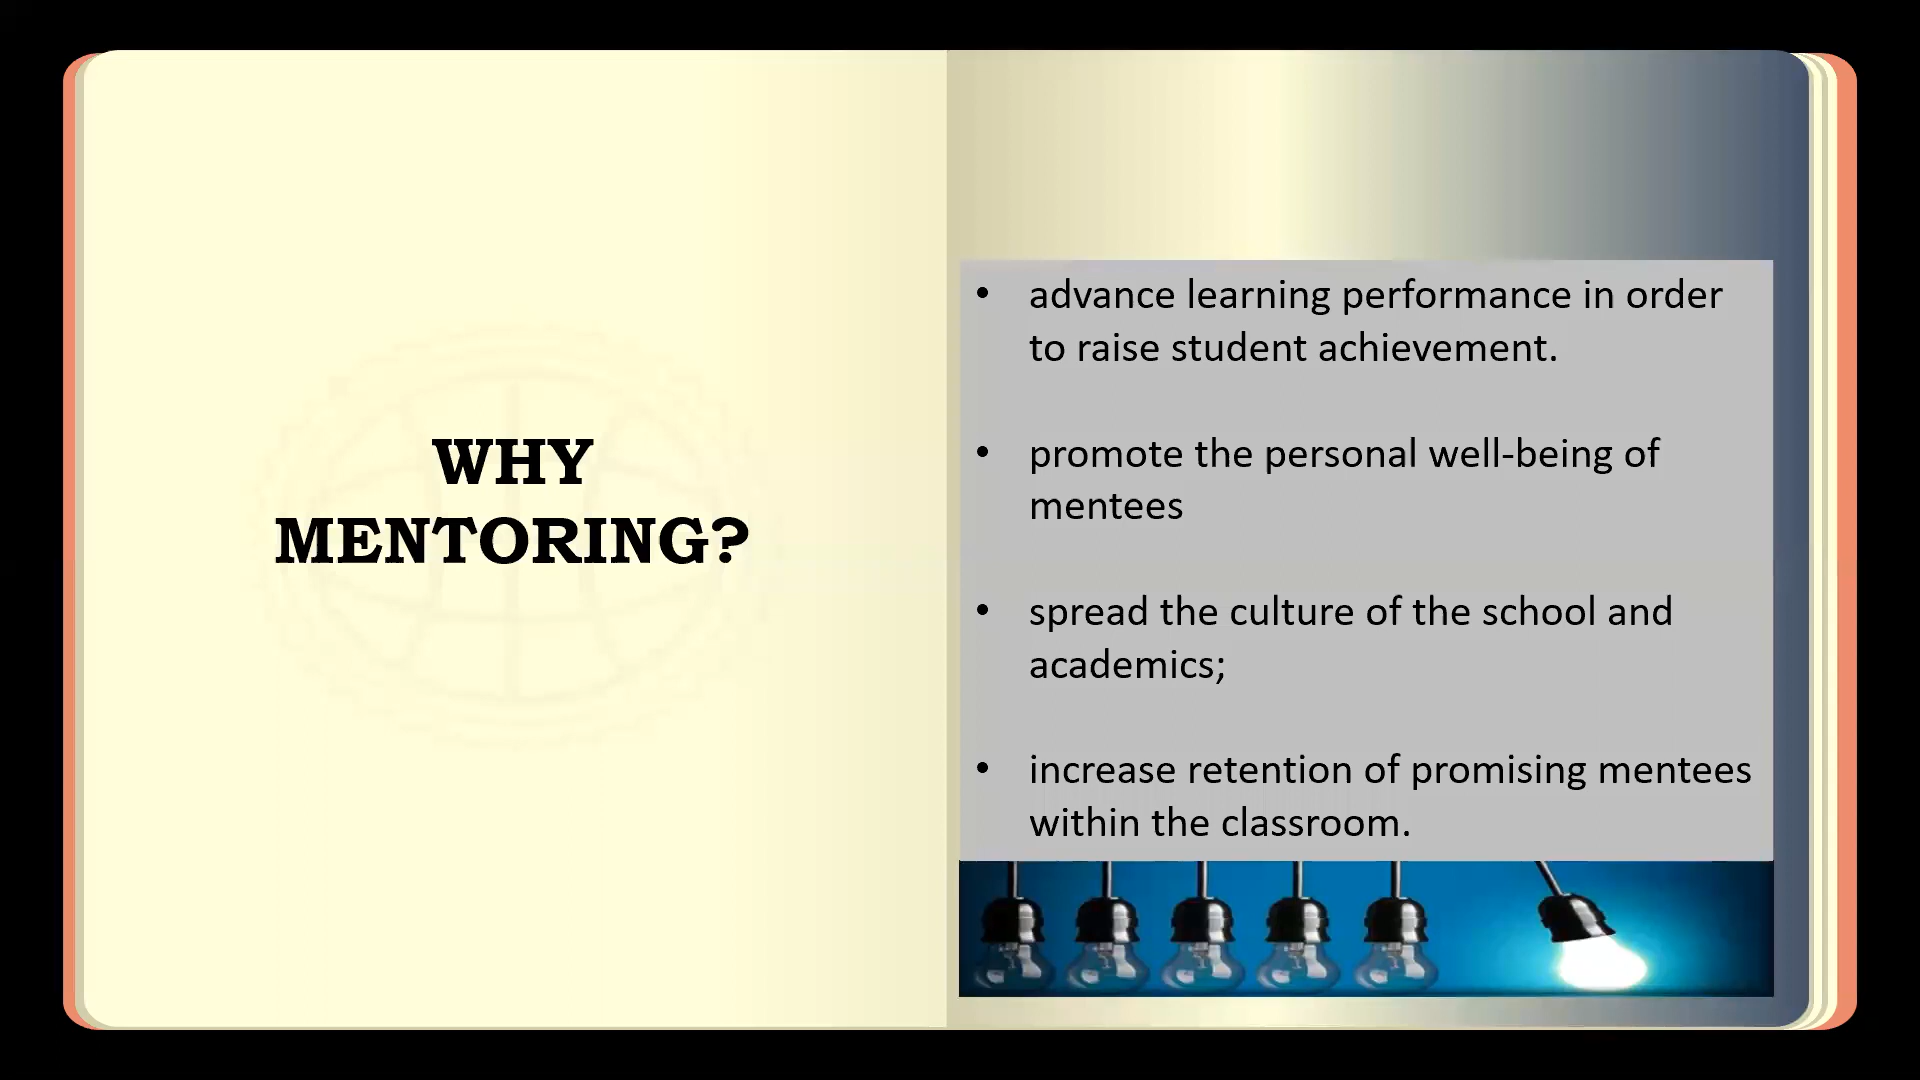 WHY
MENTORING?
• advance learning performance in order
to raise student achievement.
• promote the personal well-being of
mentees
• spread the culture of the school and
academics;
• increase retention of promising mentees
within the classroom.